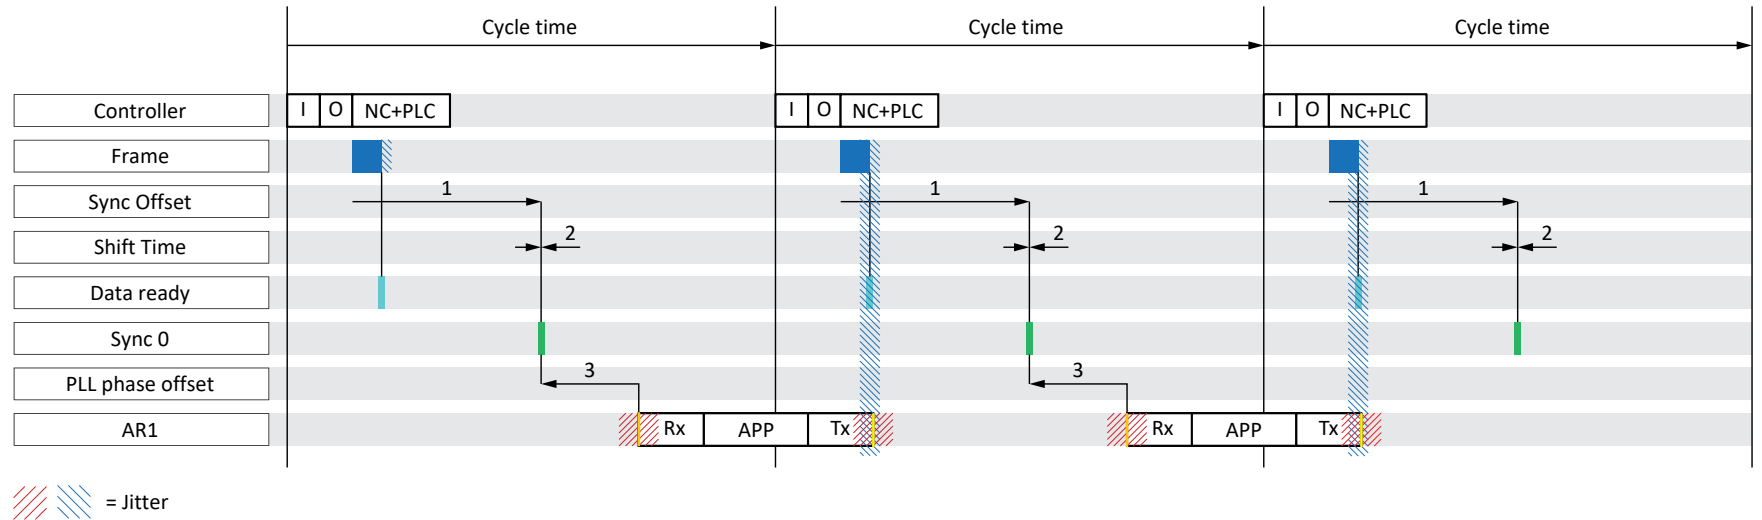 Cycle time Cycle time Cycle time
Controller I O NC+PLC I O NC+PLC I O NC+PLC
Frame
Sync Offset 1 1 1
Shift Time 2 2 2
Data ready
Sync 0
PLL phase offset 3 3
AR1 Rx APP Tx Rx APP Tx
= Jitter